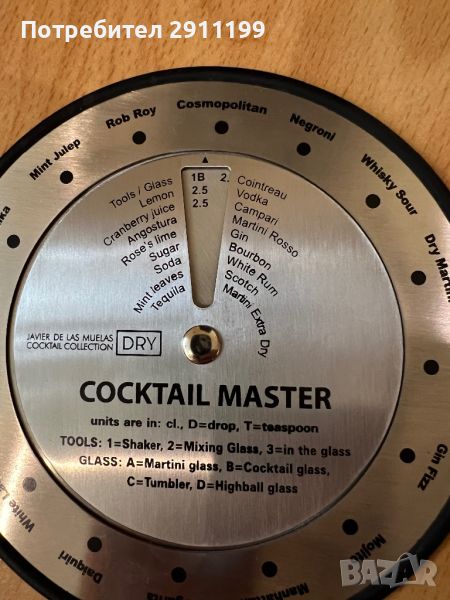 Потребител 2911199
Cosmopolitan
Negroni
Whisky Sour
Dry Martini
Gin Fizz
Daiquiri
Mint Julep
Rob Roy
Tools / Glass
Lemon
Cranberry juice
Angostura
Rose's lime
Sugar
Soda
Mint leaves
Tequila
1B 2.
2.5
2.5
Cointreau
Vodka
Campari
Martini Rosso
Gin
Bourbon
White Rum
Scotch
Martini Extra Dry
JAVIER DE LAS MUELAS
COCKTAIL COLLECTION DRY
COCKTAIL MASTER
units are in: cl., D=drop, T=teaspoon
TOOLS: 1=Shaker, 2=Mixing Glass, 3=in the glass
GLASS: A=Martini glass, B=Cocktail glass,
C=Tumbler, D=Highball glass
BAZAR